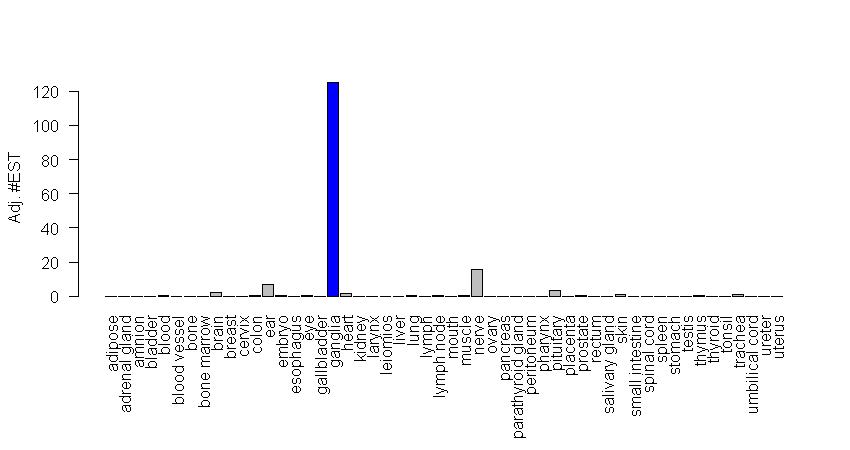 Adj. #EST
120
100
80
60
40
20
0
adipose
adrenal gland
amnion
bladder
blood
blood vessel
bone
bone marrow
brain
breast
cervix
colon
ear
embryo
esophagus
eye
gallbladder
ganglia
heart
kidney
larynx
leiomios
liver
lung
lymph
lymph node
mouth
muscle
nerve
ovary
pancreas
parathyroid gland
peritoneum
pharynx
pituitary
placenta
prostate
rectum
salivary gland
skin
small intestine
spinal cord
spleen
stomach
testis
thymus
thyroid
tonsil
trachea
umbilical cord
ureter
uterus